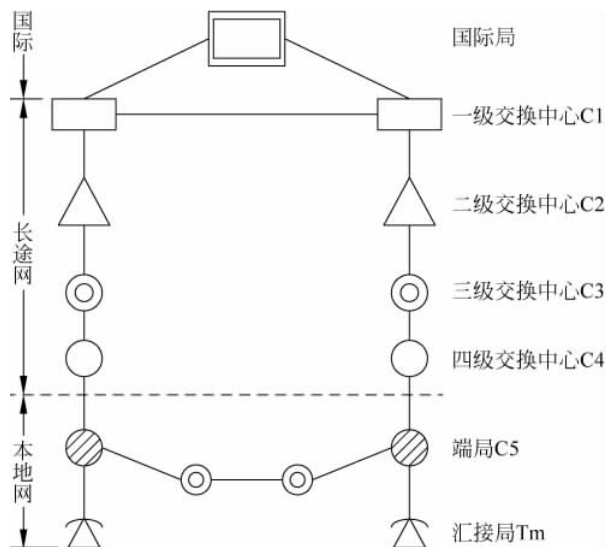 国际
国际局
一级交换中心C1
二级交换中心C2
长途网
三级交换中心C3
四级交换中心C4
本地网
端局C5
汇接局Tm